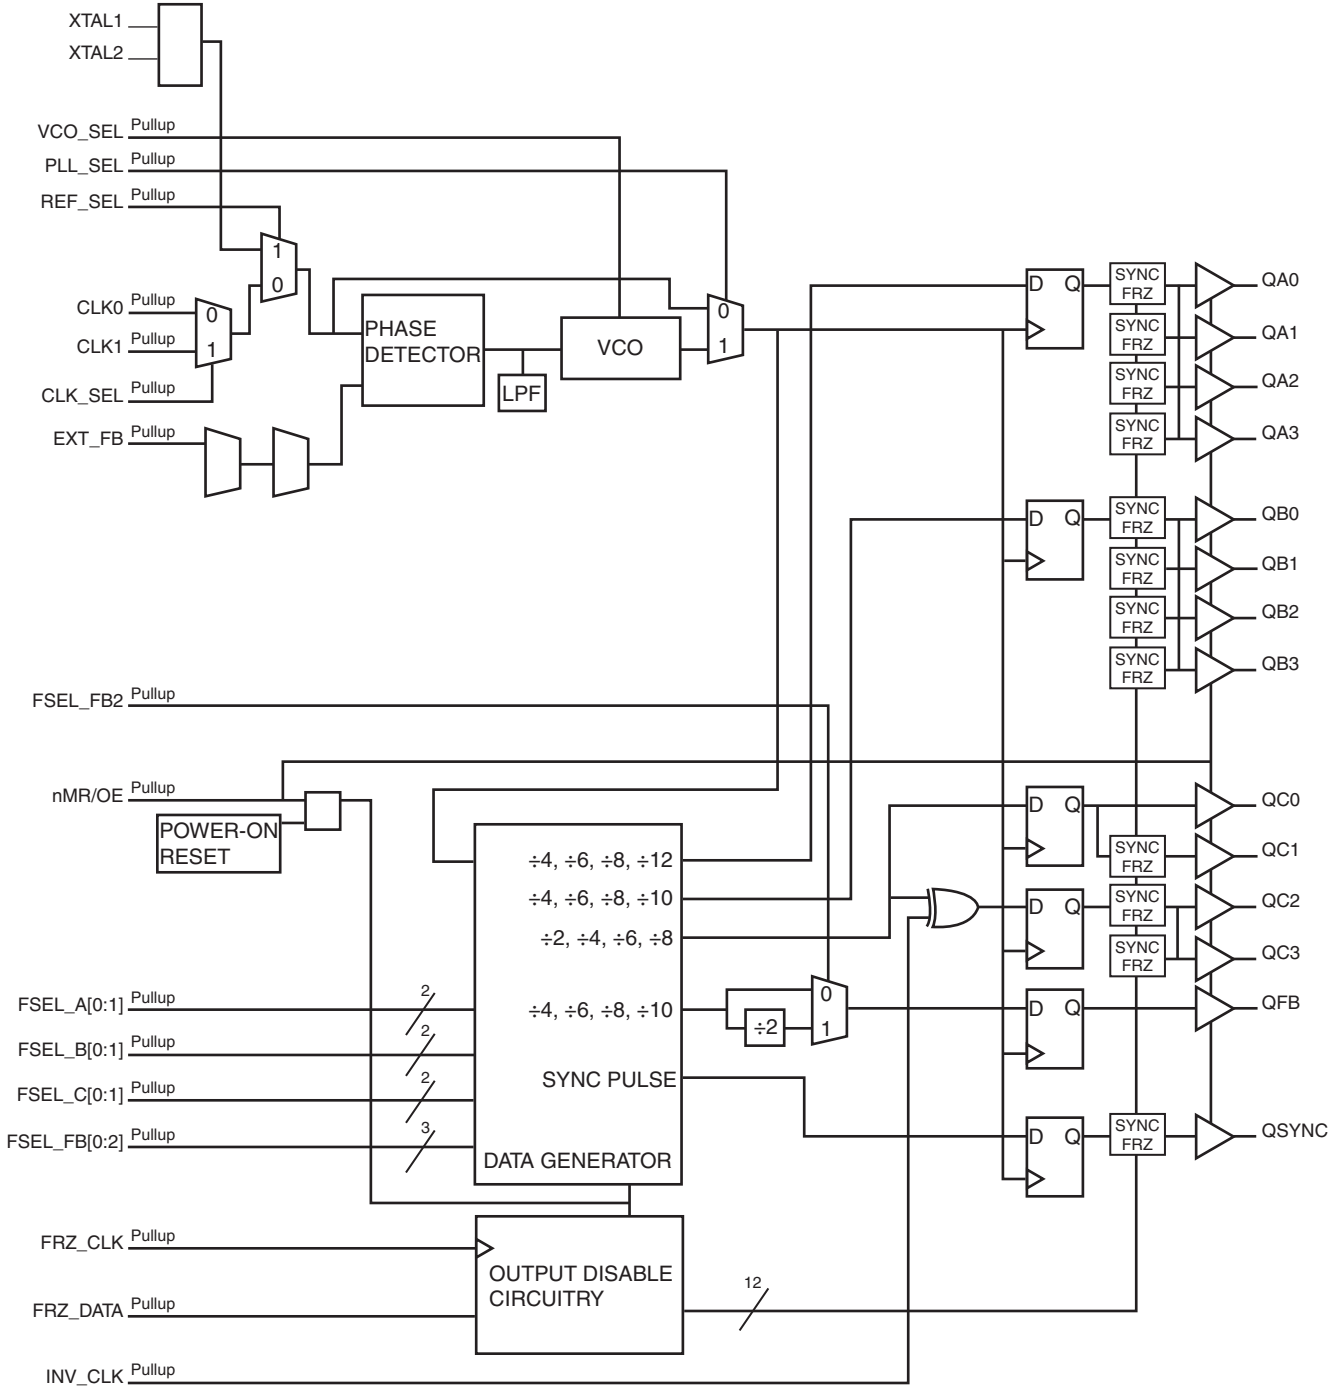 XTAL1
XTAL2
VCO_SEL Pullup
PLL_SEL Pullup
REF_SEL Pullup
1
0
CLK0 Pullup
CLK1 Pullup
0
1
CLK_SEL Pullup
EXT_FB Pullup
PHASE
DETECTOR
LPF
VCO
0
1
D Q
SYNC
FRZ
QA0
SYNC
FRZ
QA1
SYNC
FRZ
QA2
SYNC
FRZ
QA3
D Q
SYNC
FRZ
QB0
SYNC
FRZ
QB1
SYNC
FRZ
QB2
SYNC
FRZ
QB3
FSEL_FB2 Pullup
nMR/OE Pullup
POWER-ON
RESET
D Q
QC0
SYNC
FRZ
QC1
D Q
SYNC
FRZ
QC2
SYNC
FRZ
QC3
÷4, ÷6, ÷8, ÷12
÷4, ÷6, ÷8, ÷10
÷2, ÷4, ÷6, ÷8
÷4, ÷6, ÷8, ÷10
÷2
0
1
D Q
QFB
SYNC PULSE
DATA GENERATOR
D Q
SYNC
FRZ
QSYNC
FSEL_A[0:1] Pullup
2
FSEL_B[0:1] Pullup
2
FSEL_C[0:1] Pullup
2
FSEL_FB[0:2] Pullup
3
FRZ_CLK Pullup
OUTPUT DISABLE
CIRCUITRY
12
FRZ_DATA Pullup
INV_CLK Pullup